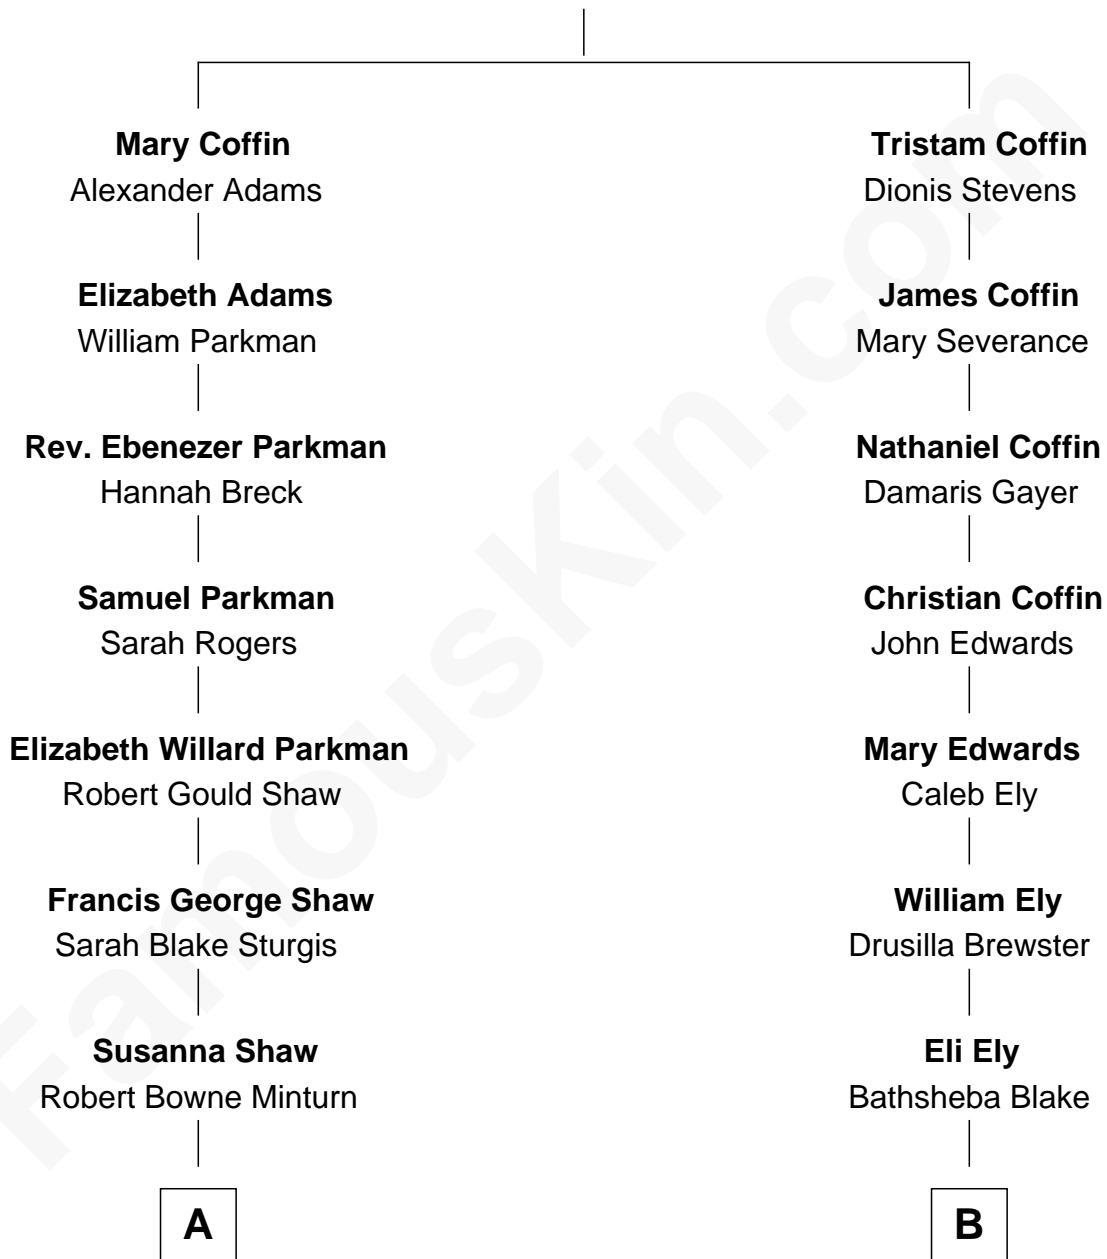 Mary Coffin
Alexander Adams
Elizabeth Adams
William Parkman
Rev. Ebenezer Parkman
Hannah Breck
Samuel Parkman
Sarah Rogers
Elizabeth Willard Parkman
Robert Gould Shaw
Francis George Shaw
Sarah Blake Sturgis
Susanna Shaw
Robert Bowne Minturn
A
Tristam Coffin
Dionis Stevens
James Coffin
Mary Severance
Nathaniel Coffin
Damaris Gayer
Christian Coffin
John Edwards
Mary Edwards
Caleb Ely
William Ely
Drusilla Brewster
Eli Ely
Bathsheba Blake
B
FamousKin.com